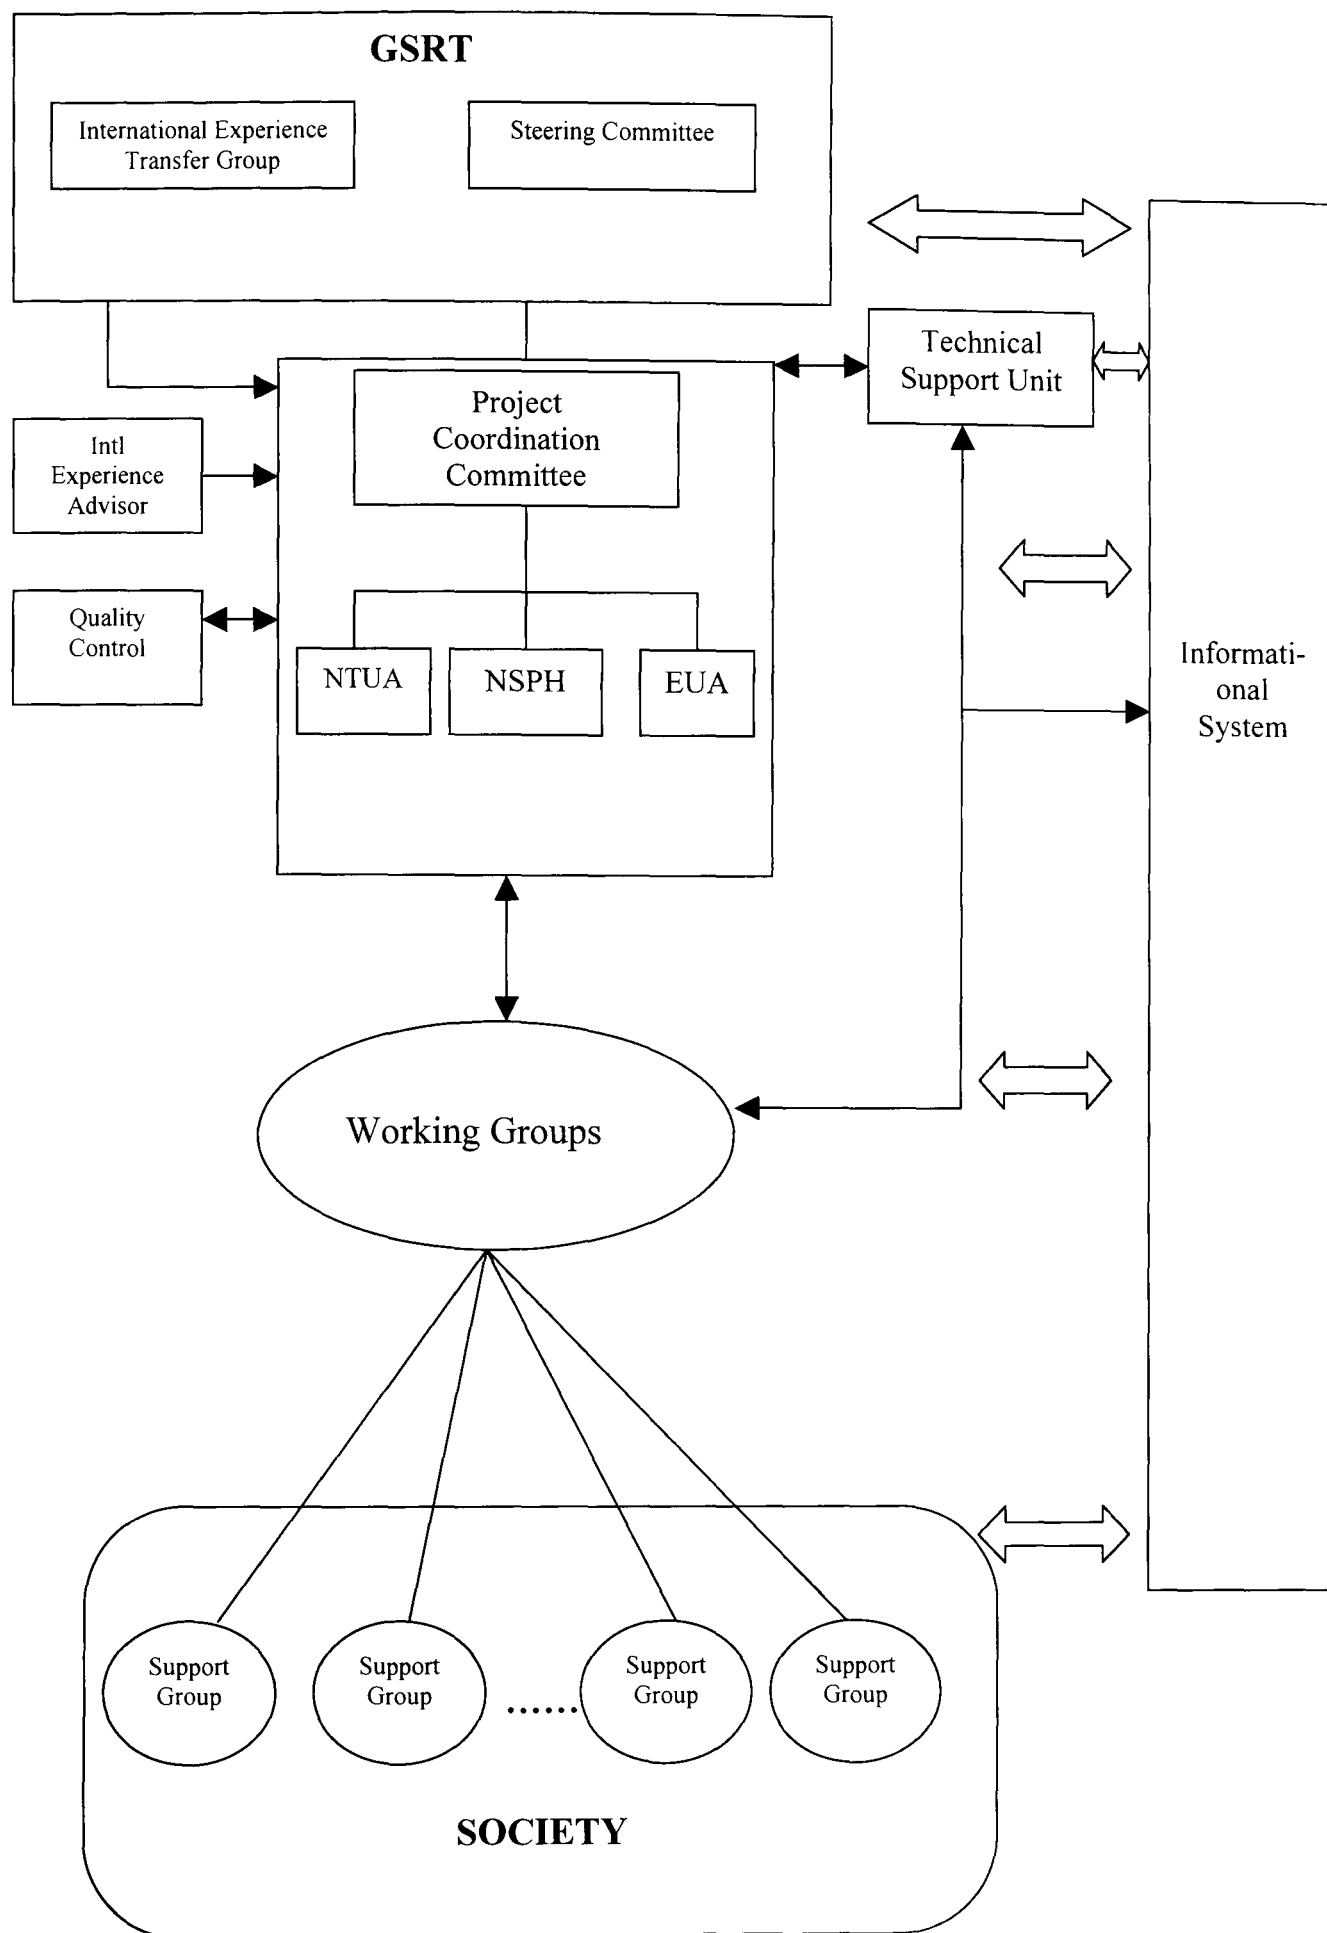 GSRT
International Experience
Transfer Group
Steering Committee
Technical
Support Unit
Project
Coordination
Committee
Intl
Experience
Advisor
Quality
Control
NTUA
NSPH
EUA
Informati-
onal
System
Working Groups
Support
Group
Support
Group
......
Support
Group
Support
Group
SOCIETY